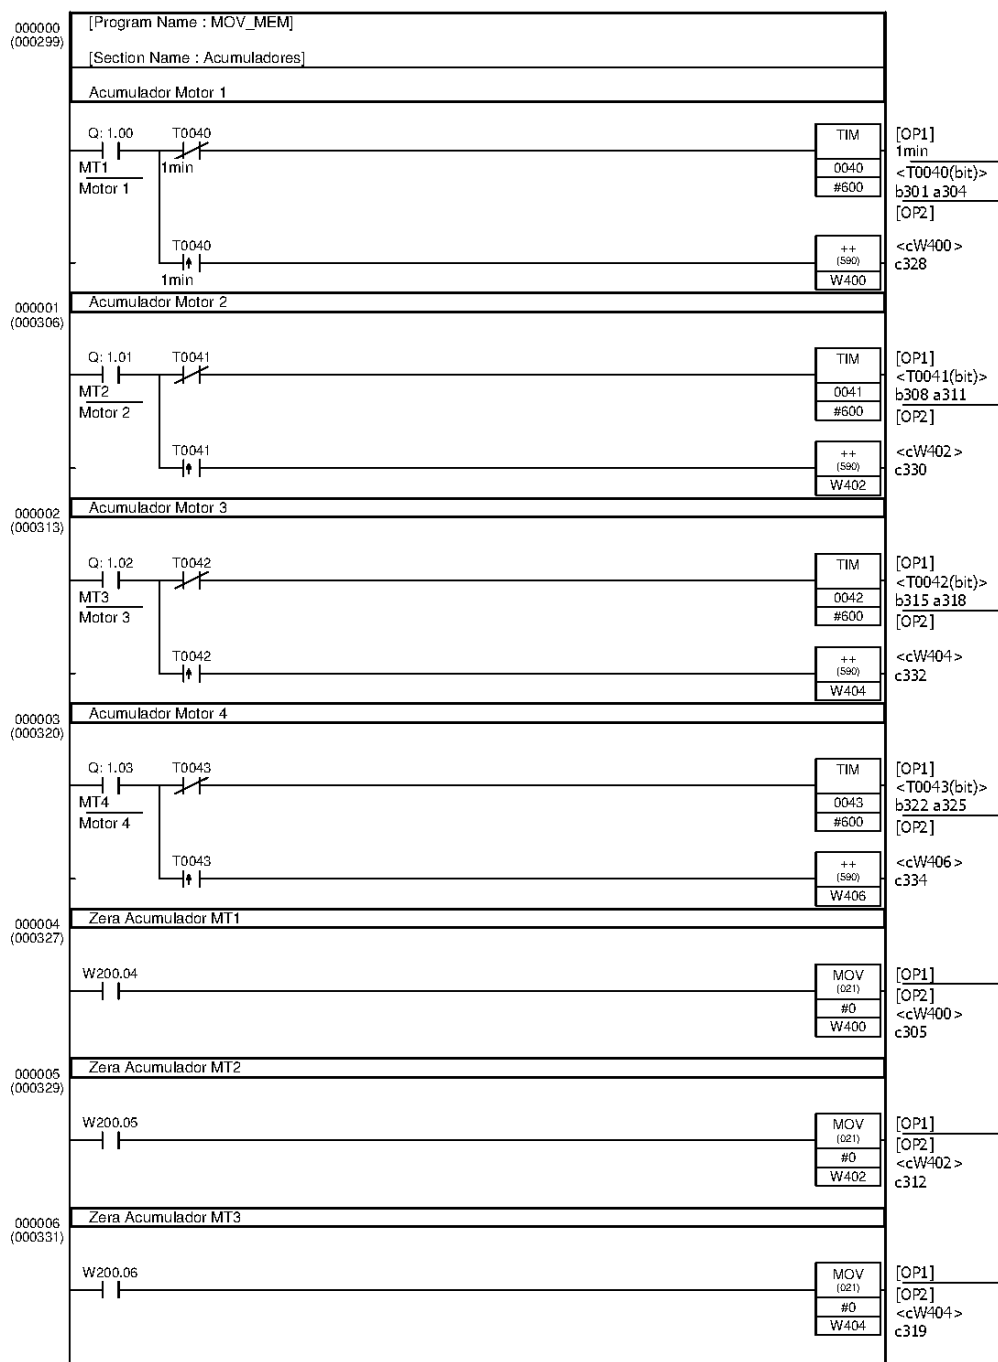 000000
(000299)
[Program Name : MOV_MEM]
[Section Name : Acumuladores]
Acumulador Motor 1
Q: 1.00 T0040 TIM [OP1]
MT1 1min 1min
Motor 1 0040 <T0040(bit)>
#600 b301 a304
[OP2]
T0040 ++ <cW400>
(590) c328
1min W400
000001
(000306)
Acumulador Motor 2
Q: 1.01 T0041 TIM [OP1]
<T0041(bit)>
MT2 0041 b308 a311
Motor 2 #600 [OP2]
T0041 ++ <cW402>
(590) c330
W402
000002
(000313)
Acumulador Motor 3
Q: 1.02 T0042 TIM [OP1]
<T0042(bit)>
MT3 0042 b315 a318
Motor 3 #600 [OP2]
T0042 ++ <cW404>
(590) c332
W404
000003
(000320)
Acumulador Motor 4
Q: 1.03 T0043 TIM [OP1]
<T0043(bit)>
MT4 0043 b322 a325
Motor 4 #600 [OP2]
T0043 ++ <cW406>
(590) c334
W406
000004
(000327)
Zera Acumulador MT1
W200.04 MOV [OP1]
(021) [OP2]
#0 <cW400>
W400 c305
000005
(000329)
Zera Acumulador MT2
W200.05 MOV [OP1]
(021) [OP2]
#0 <cW402>
W402 c312
000006
(000331)
Zera Acumulador MT3
W200.06 MOV [OP1]
(021) [OP2]
#0 <cW404>
W404 c319